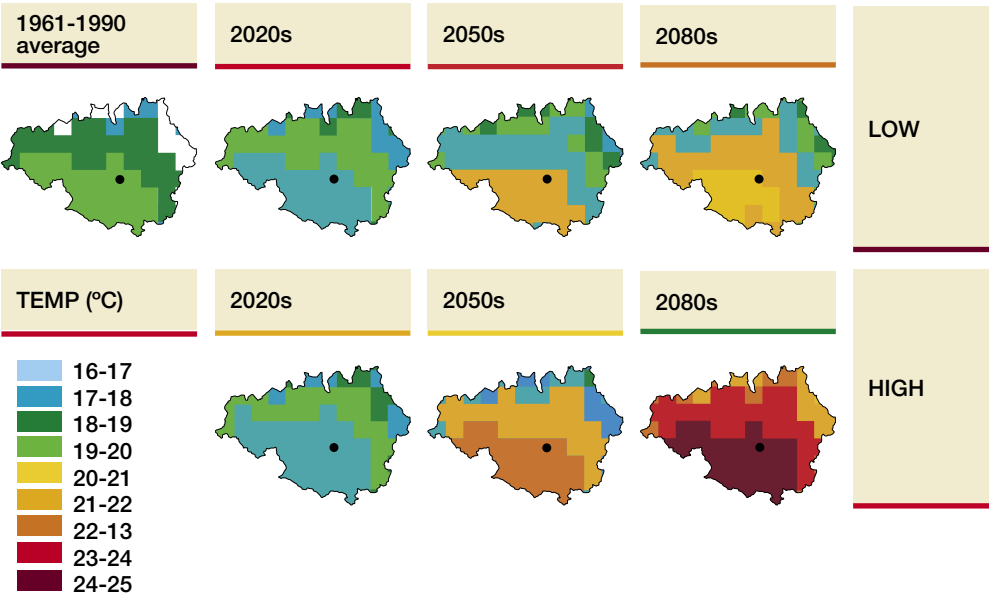 1961-1990
average
2020s
2050s
2080s
LOW
TEMP (ºC)
2020s
2050s
2080s
HIGH
16-17
17-18
18-19
19-20
20-21
21-22
22-13
23-24
24-25